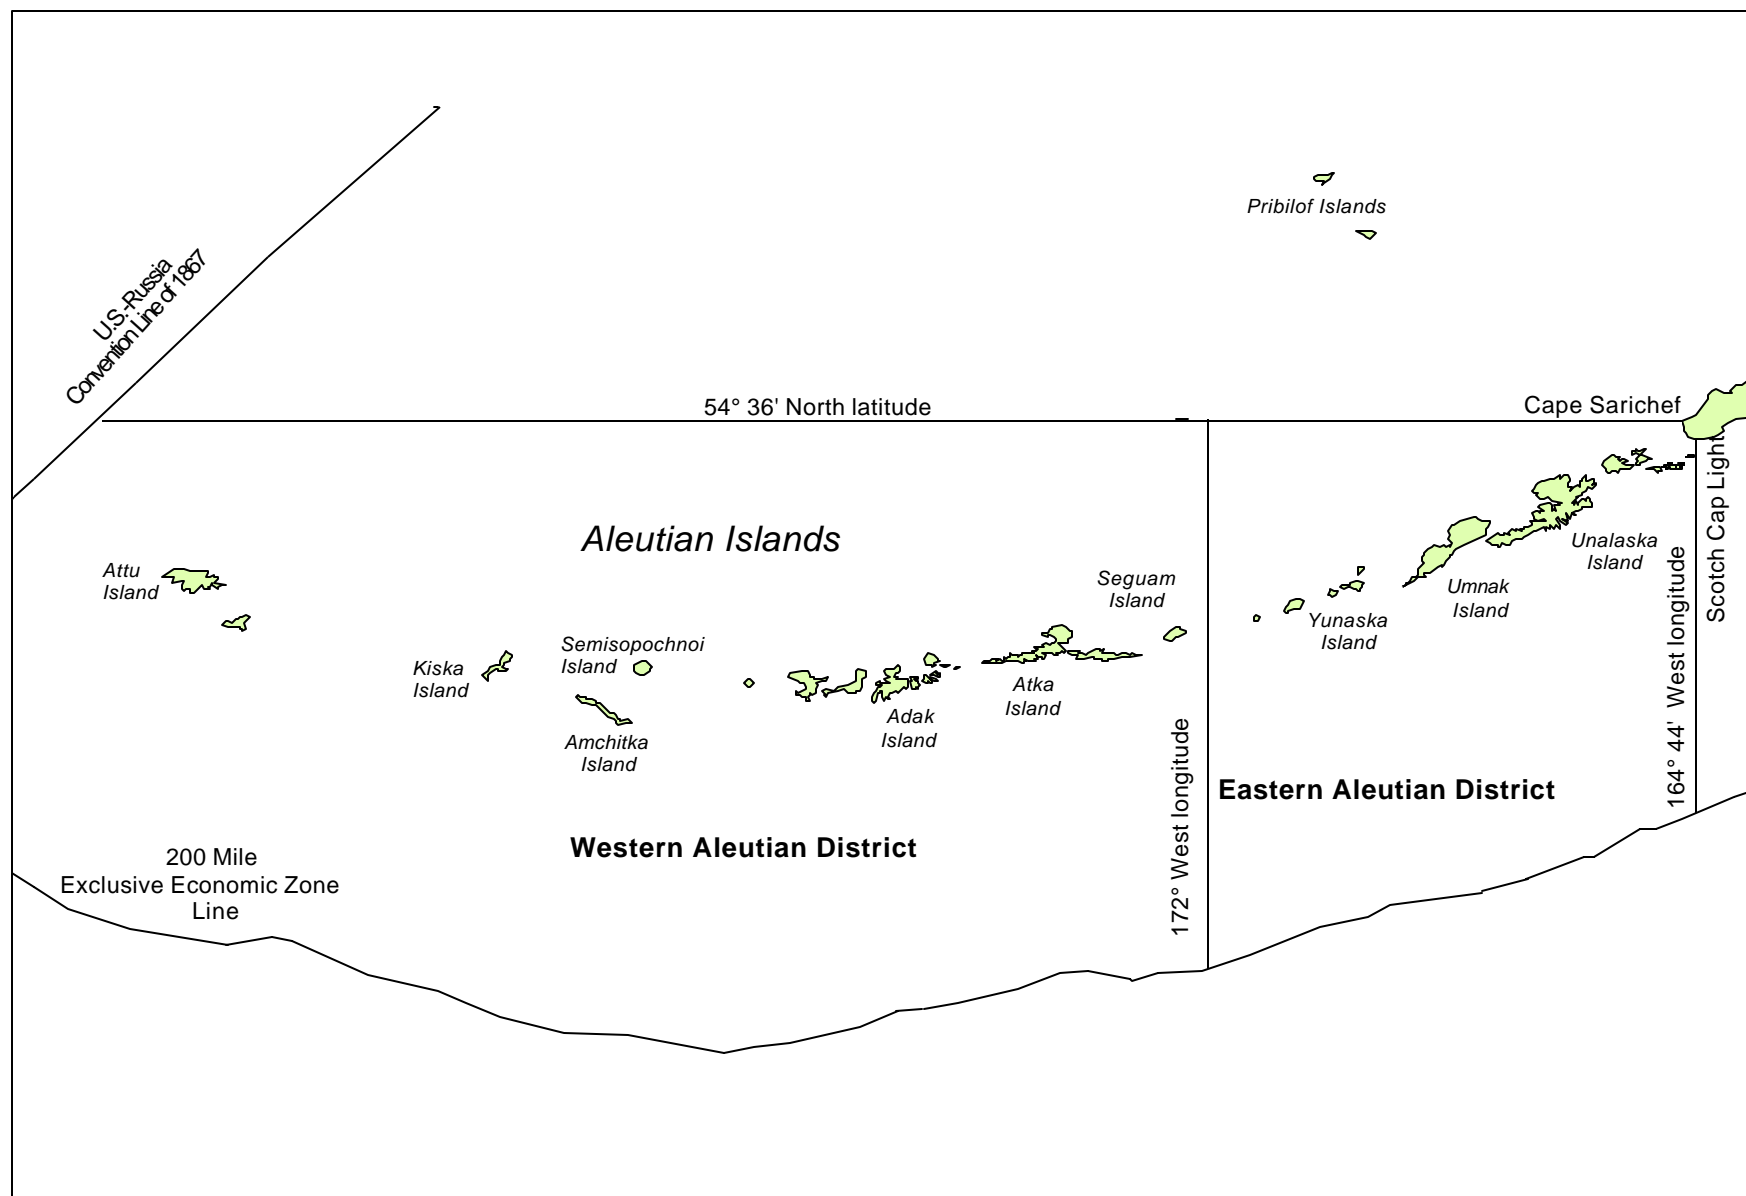 Pribilof Islands
U.S.-Russia
Convention Line of 1867
54° 36' North latitude
Cape Sarichef
Scotch Cap Light
Aleutian Islands
Attu
Island
Kiska
Island
Semisopochnoi
Island
Amchitka
Island
Adak
Island
Atka
Island
Seguam
Island
Yunaska
Island
Umnak
Island
Unalaska
Island
172° West longitude
164° 44' West longitude
Eastern Aleutian District
Western Aleutian District
200 Mile
Exclusive Economic Zone
Line